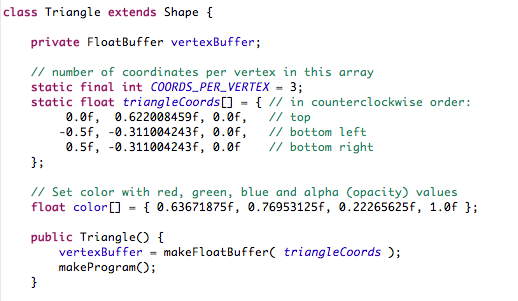 class Triangle extends Shape {
private FloatBuffer vertexBuffer;
// number of coordinates per vertex in this array
static final int COORDS_PER_VERTEX = 3;
static float triangleCoords[] = { // in counterclockwise order:
0.0f, 0.622008459f, 0.0f, // top
-0.5f, -0.311004243f, 0.0f, // bottom left
0.5f, -0.311004243f, 0.0f // bottom right
};
// Set color with red, green, blue and alpha (opacity) values
float color[] = { 0.63671875f, 0.76953125f, 0.22265625f, 1.0f };
public Triangle() {
vertexBuffer = makeFloatBuffer( triangleCoords );
makeProgram();
}